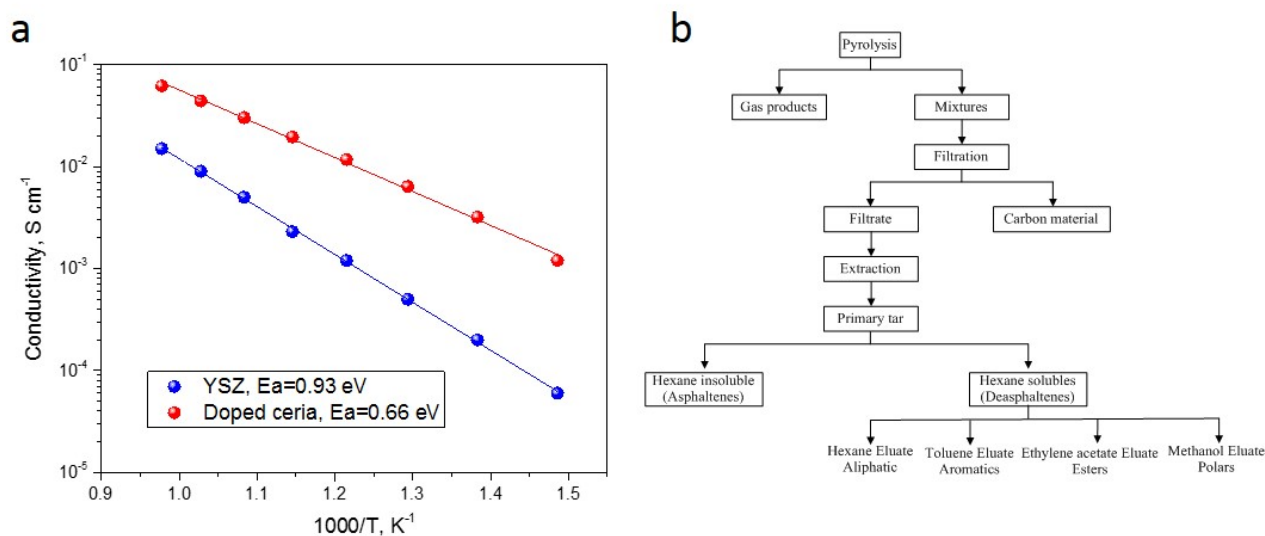 a
10-1
10-2
10-3
10-4
10-5
Conductivity, S cm-1
YSZ, Ea=0.93 eV
Doped ceria, Ea=0.66 eV
0.9 1.0 1.1 1.2 1.3 1.4 1.5
1000/T, K-1
b
Pyrolysis
Gas products
Mixtures
Filtration
Filtrate
Carbon material
Extraction
Primary tar
Hexane insoluble
(Asphaltenes)
Hexane solubles
(Deasphaltenes)
Hexane Eluate
Aliphatic
Toluene Eluate
Aromatics
Ethylene acetate Eluate
Esters
Methanol Eluate
Polars